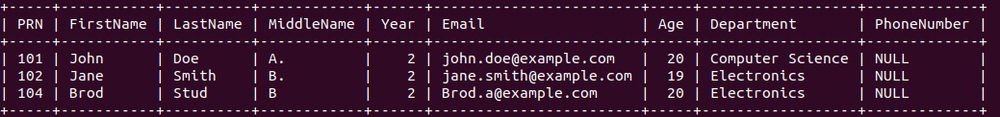 +-----+-----------+----------+------------+------+------------------------+-----+------------------+-------------+
| PRN | FirstName | LastName | MiddleName | Year | Email                  | Age | Department       | PhoneNumber |
+-----+-----------+----------+------------+------+------------------------+-----+------------------+-------------+
| 101 | John      | Doe      | A.         |    2 | john.doe@example.com   |  20 | Computer Science | NULL        |
| 102 | Jane      | Smith    | B.         |    2 | jane.smith@example.com |  19 | Electronics      | NULL        |
| 104 | Brod      | Stud     | B          |    2 | Brod.a@example.com     |  20 | Electronics      | NULL        |
+-----+-----------+----------+------------+------+------------------------+-----+------------------+-------------+